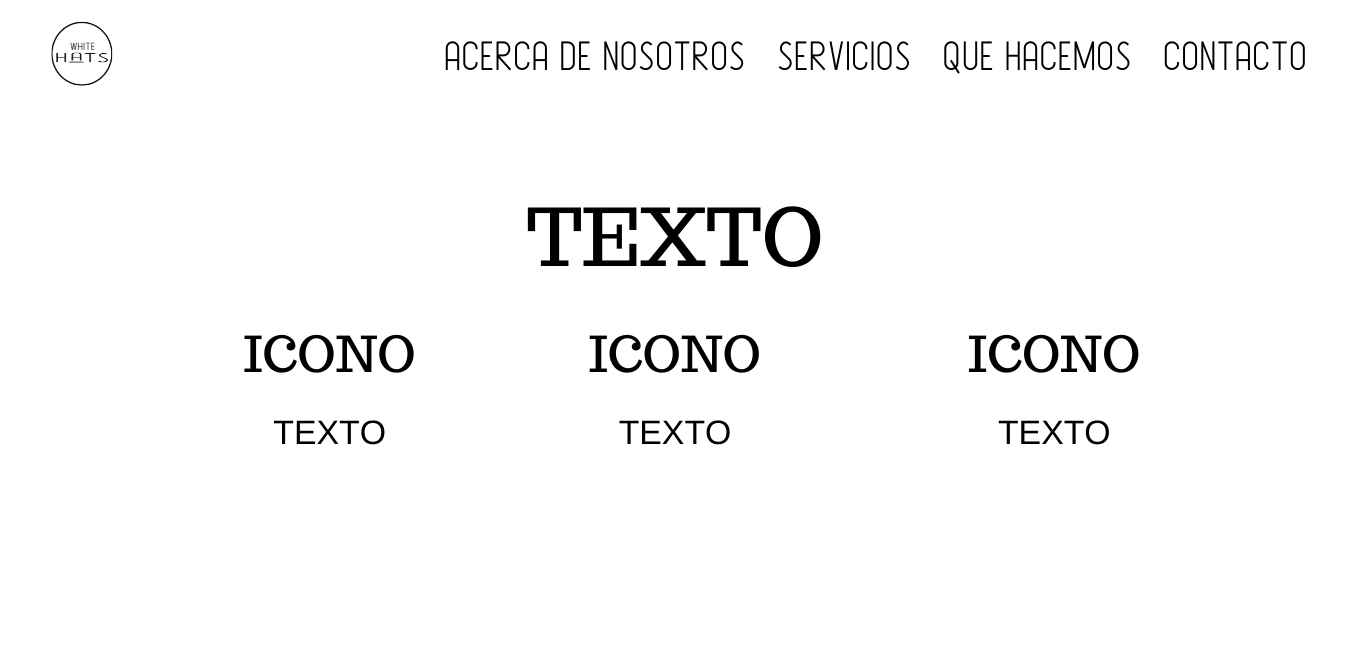 WHITE
HATS
ACERCA DE NOSOTROS SERVICIOS QUE HACEMOS CONTACTO
TEXTO
ICONO ICONO ICONO
TEXTO TEXTO TEXTO